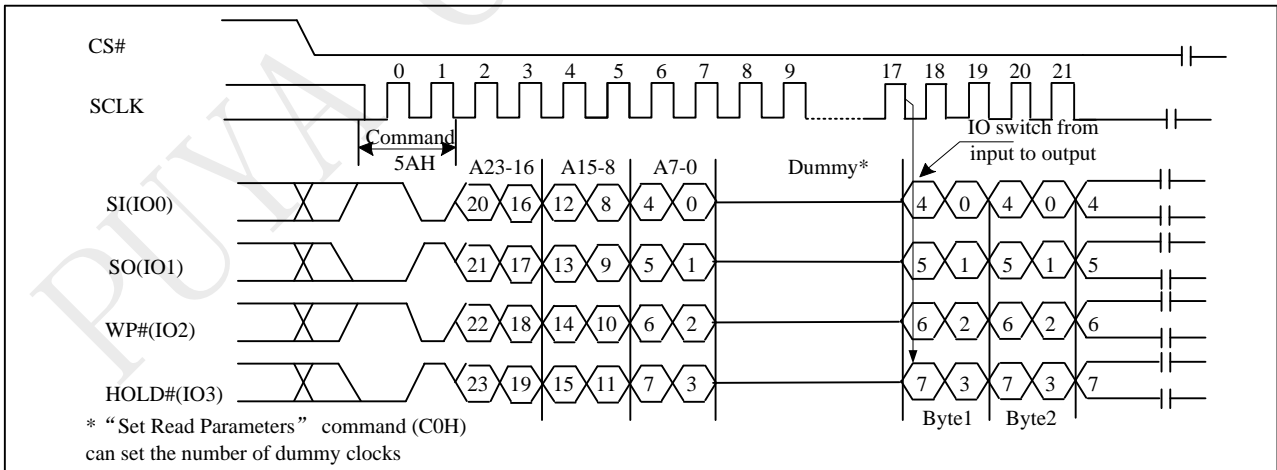 CS#
0 1 2 3 4 5 6 7 8 9 17 18 19 20 21
SCLK
Command
5AH
IO switch from
input to output
A23-16 A15-8 A7-0 Dummy*
SI(IO0) 20 16 12 8 4 0 4 0 4 0 4
SO(IO1) 21 17 13 9 5 1 5 1 5 1 5
WP#(IO2) 22 18 14 10 6 2 6 2 6 2 6
HOLD#(IO3) 23 19 15 11 7 3 7 3 7 3 7
Byte1 Byte2
* “Set Read Parameters” command (C0H)
can set the number of dummy clocks
PUYA